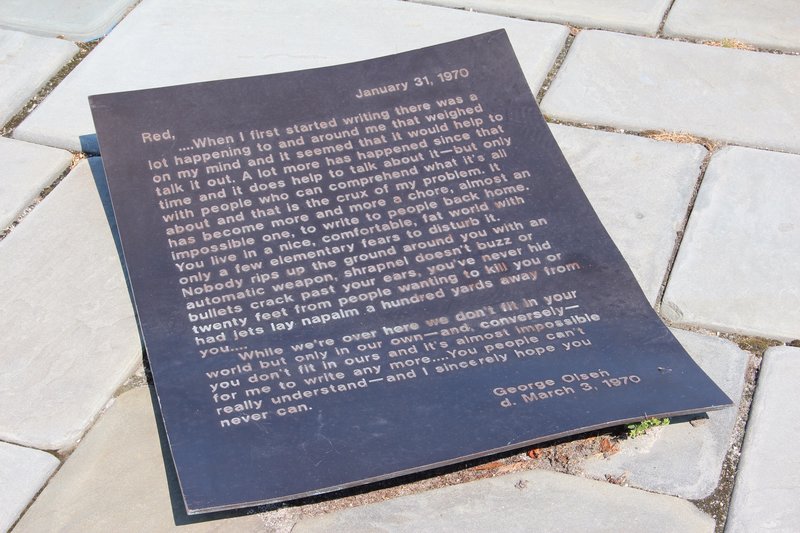 January 31, 1970
Red,
....When I first started writing there was a
lot happening to and around me that weighed
on my mind and it seemed that it would help to
talk it out. A lot more has happened since that
time and it does help to talk about it—but only
with people who can comprehend what it's all
about and that is the crux of my problem. It
has become more and more a chore, almost an
impossible one, to write to people back home.
You live in a nice, comfortable, fat world with
only a few elementary fears to disturb it.
Nobody rips up the ground around you with an
automatic weapon, shrapnel doesn't buzz or
bullets crack past your ears, you've never hid
twenty feet from people wanting to kill you or
had jets lay napalm a hundred yards away from
you....
While we're over here we don't fit in your
world but only in our own—and, conversely—
you don't fit in ours and it's almost impossible
for me to write any more....You people can't
really understand—and I sincerely hope you
never can.
George Olsen
d. March 3, 1970